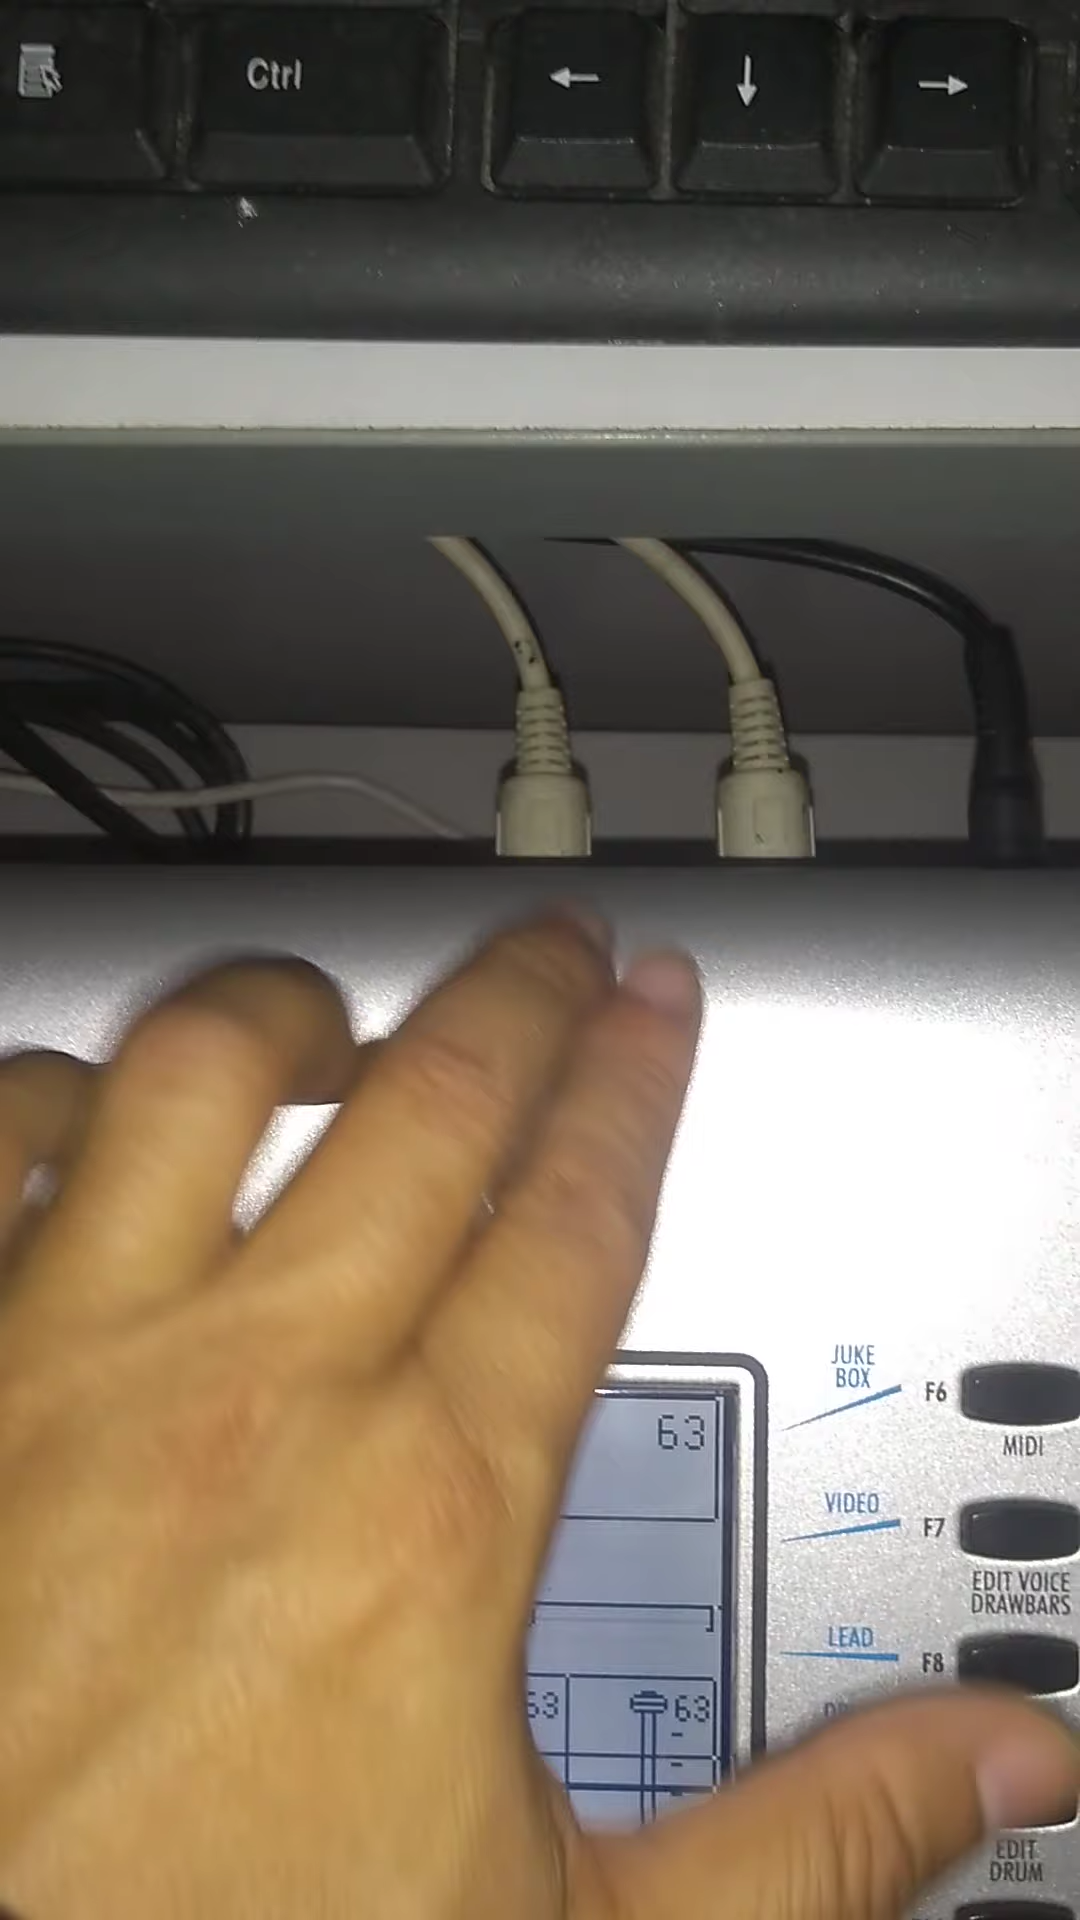 Ctrl
← ↓ →
JUKE
BOX
F6
63
MIDI
VIDEO
F7
EDIT VOICE
DRAWBARS
LEAD
F8
63
63
EDIT
DRUM